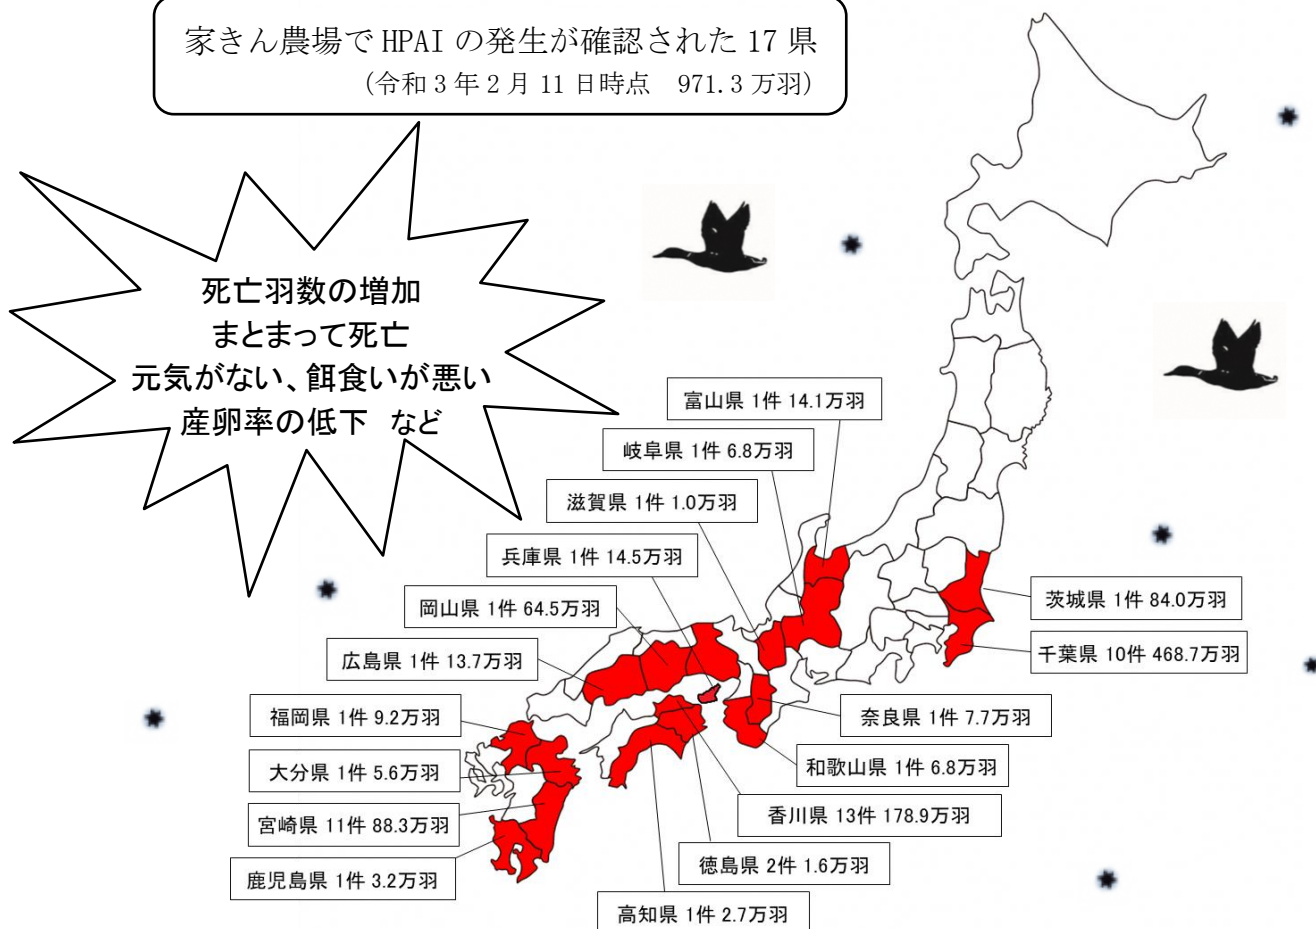 家きん農場で HPAI の発生が確認された 17 県
(令和 3 年 2 月 11 日時点　971.3 万羽)
死亡羽数の増加
まとまって死亡
元気がない、餌食いが悪い
産卵率の低下　など
富山県 1件 14.1万羽
岐阜県 1件 6.8万羽
滋賀県 1件 1.0万羽
兵庫県 1件 14.5万羽
岡山県 1件 64.5万羽
広島県 1件 13.7万羽
福岡県 1件 9.2万羽
大分県 1件 5.6万羽
宮崎県 11件 88.3万羽
鹿児島県 1件 3.2万羽
茨城県 1件 84.0万羽
千葉県 10件 468.7万羽
奈良県 1件 7.7万羽
和歌山県 1件 6.8万羽
香川県 13件 178.9万羽
徳島県 2件 1.6万羽
高知県 1件 2.7万羽